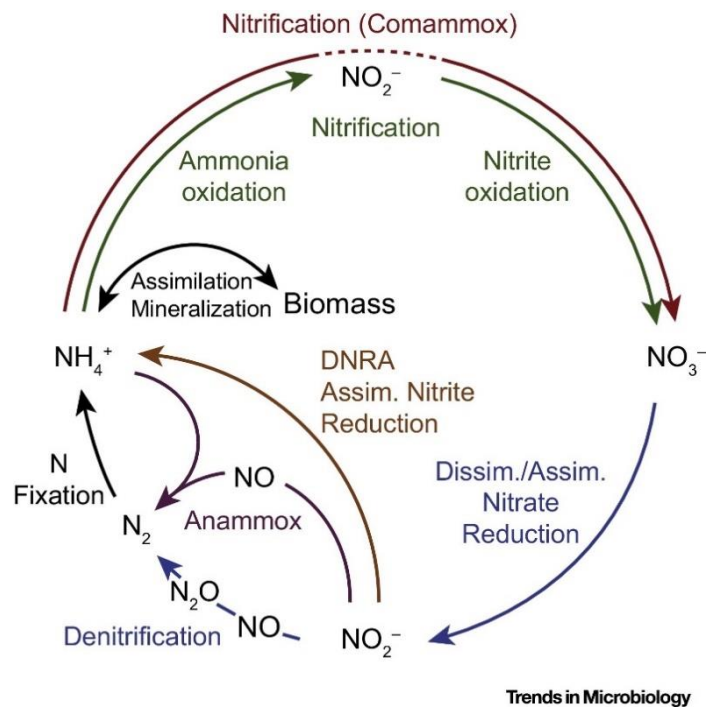 Nitrification (Comammox)
NO₂⁻
Nitrification
Ammonia
oxidation
Nitrite
oxidation
Assimilation
Mineralization
Biomass
NH₄⁺
NO₃⁻
DNRA
Assim. Nitrite
Reduction
N
Fixation
NO
Dissim./Assim.
Nitrate
Reduction
N₂
Anammox
N₂O
Denitrification
NO
NO₂⁻
Trends in Microbiology